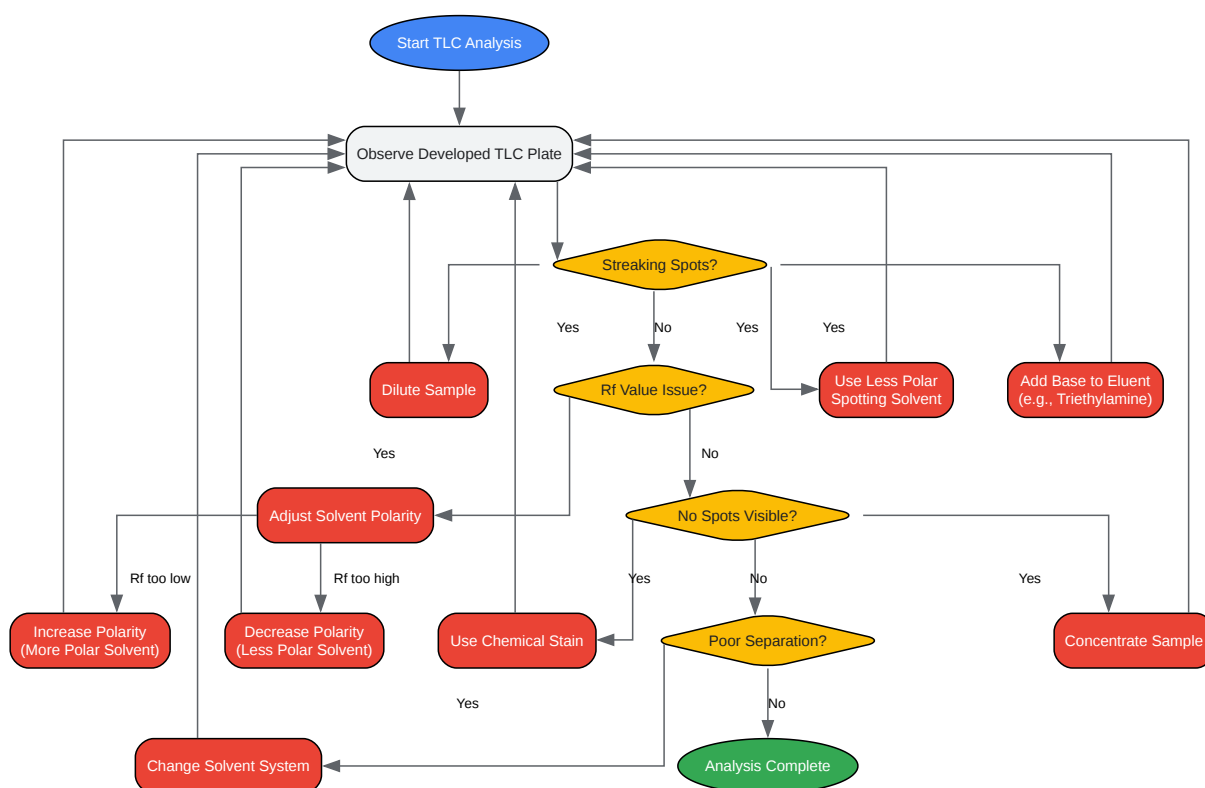 Start TLC Analysis
Observe Developed TLC Plate
Streaking Spots?
Yes
No
Yes
Yes
Dilute Sample
Rf Value Issue?
Use Less Polar
Spotting Solvent
Add Base to Eluent
(e.g., Triethylamine)
Yes
No
Adjust Solvent Polarity
No Spots Visible?
Rf too low
Rf too high
Yes
No
Yes
Increase Polarity
(More Polar Solvent)
Decrease Polarity
(Less Polar Solvent)
Use Chemical Stain
Poor Separation?
Concentrate Sample
Yes
No
Change Solvent System
Analysis Complete